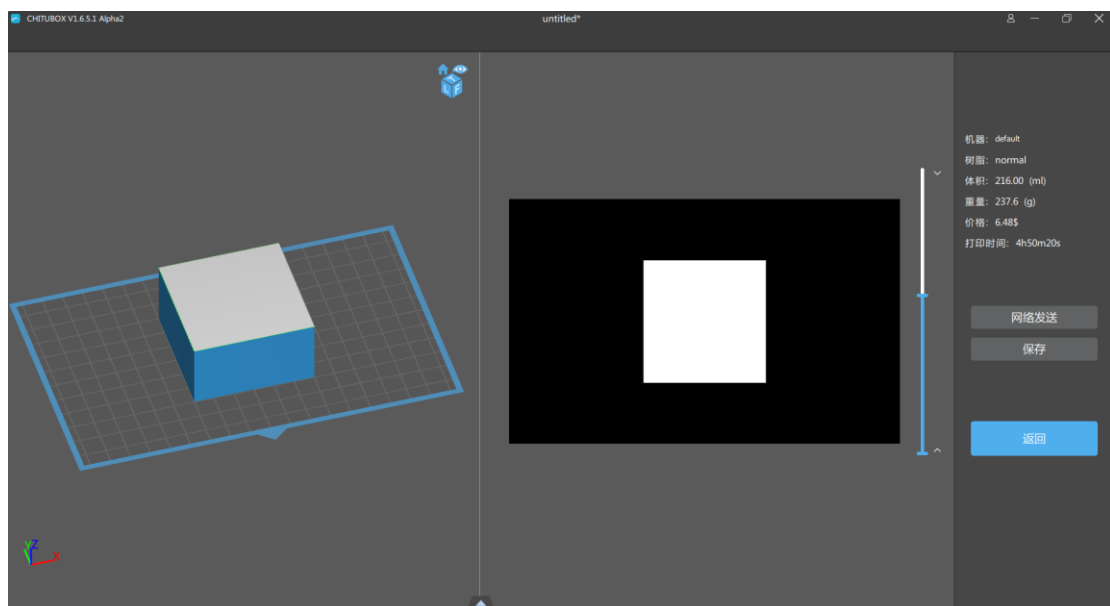 CHITUBOX V1.6.5.1 Alpha2
untitled*
T
L F
机器: default
树脂: normal
体积: 216.00 (ml)
重量: 237.6 (g)
价格: 6.48$
打印时间: 4h50m20s
网络发送
保存
返回
Y Z X